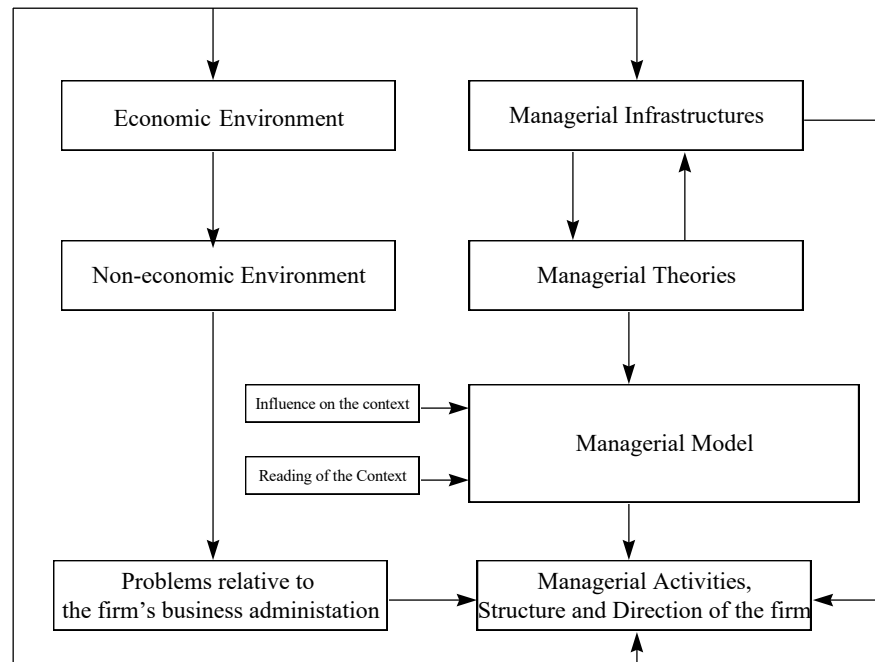 Economic Environment
Managerial Infrastructures
Non-economic Environment
Managerial Theories
Influence on the context
Managerial Model
Reading of the Context
Problems relative to
the firm’s business administation
Managerial Activities,
Structure and Direction of the firm